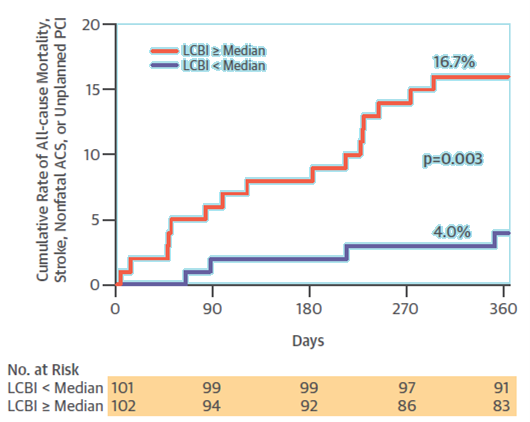 Cumulative Rate of All-cause Mortality,
Stroke, Nonfatal ACS, or Unplanned PCI
20
15
10
5
0
LCBI ≥ Median
LCBI < Median
16.7%
p=0.003
4.0%
0 90 180 270 360
Days
No. at Risk
LCBI < Median 101 99 99 97 91
LCBI ≥ Median 102 94 92 86 83